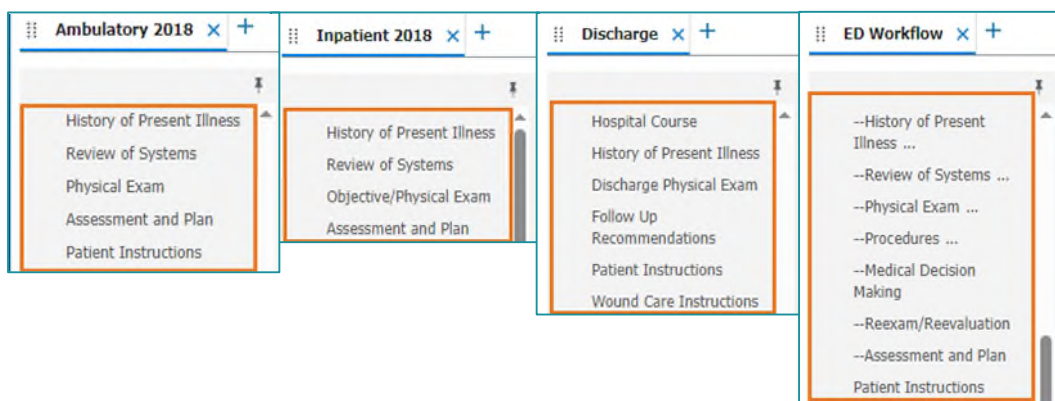 Ambulatory 2018 × +
History of Present Illness
Review of Systems
Physical Exam
Assessment and Plan
Patient Instructions
Inpatient 2018 × +
History of Present Illness
Review of Systems
Objective/Physical Exam
Assessment and Plan
Discharge × +
Hospital Course
History of Present Illness
Discharge Physical Exam
Follow Up
Recommendations
Patient Instructions
Wound Care Instructions
ED Workflow × +
--History of Present
Illness ...
--Review of Systems ...
--Physical Exam ...
--Procedures ...
--Medical Decision
Making
--Reexam/Reevaluation
--Assessment and Plan
Patient Instructions